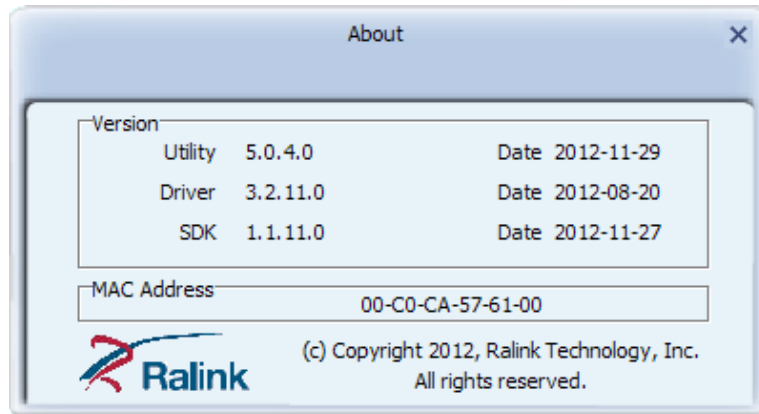 About
Version
Utility 5.0.4.0 Date 2012-11-29
Driver 3.2.11.0 Date 2012-08-20
SDK 1.1.11.0 Date 2012-11-27
MAC Address
00-C0-CA-57-61-00
Ralink
(c) Copyright 2012, Ralink Technology, Inc.
All rights reserved.